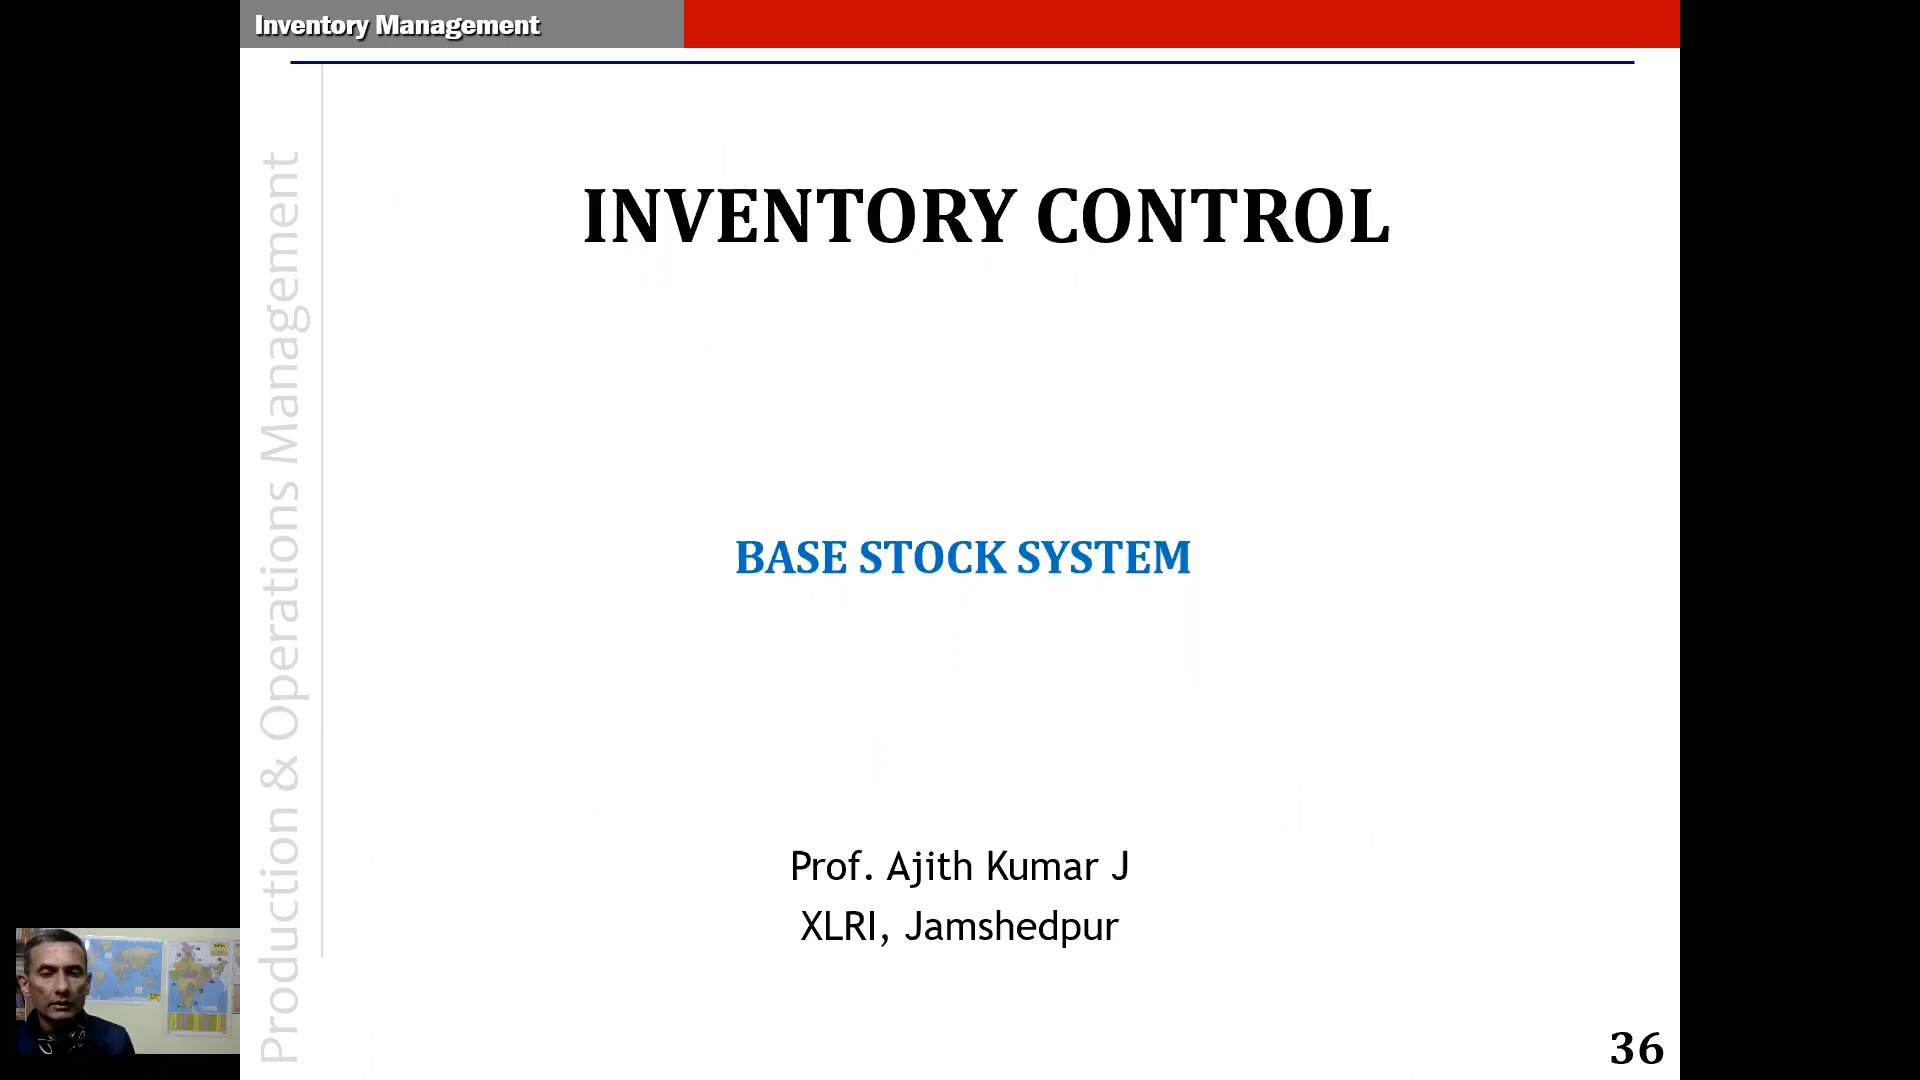 Inventory Management
Production & Operations Management
INVENTORY CONTROL
BASE STOCK SYSTEM
Prof. Ajith Kumar J
XLRI, Jamshedpur
36